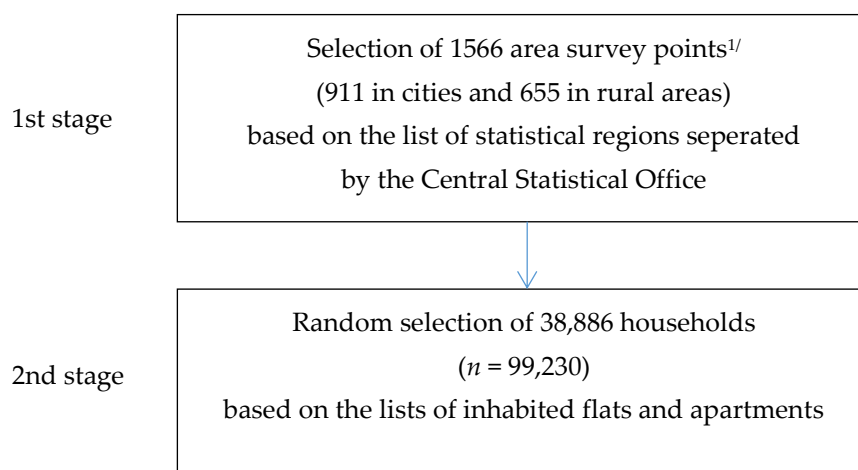 1st stage
Selection of 1566 area survey points1/
(911 in cities and 655 in rural areas)
based on the list of statistical regions seperated
by the Central Statistical Office
2nd stage
Random selection of 38,886 households
(n = 99,230)
based on the lists of inhabited flats and apartments